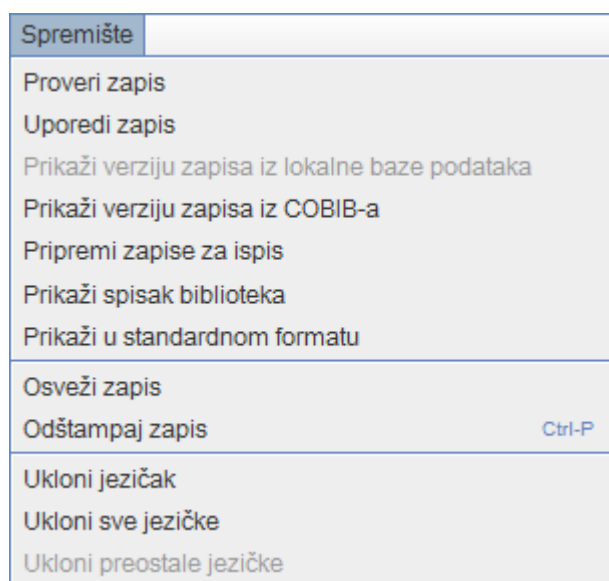 Spremište
Proveri zapis
Uporedi zapis
Prikaži verziju zapisa iz lokalne baze podataka
Prikaži verziju zapisa iz COBIB-a
Pripremi zapise za ispis
Prikaži spisak biblioteka
Prikaži u standardnom formatu
Osveži zapis
Odštampaj zapis Ctrl-P
Ukloni jezičak
Ukloni sve jezičke
Ukloni preostale jezičke